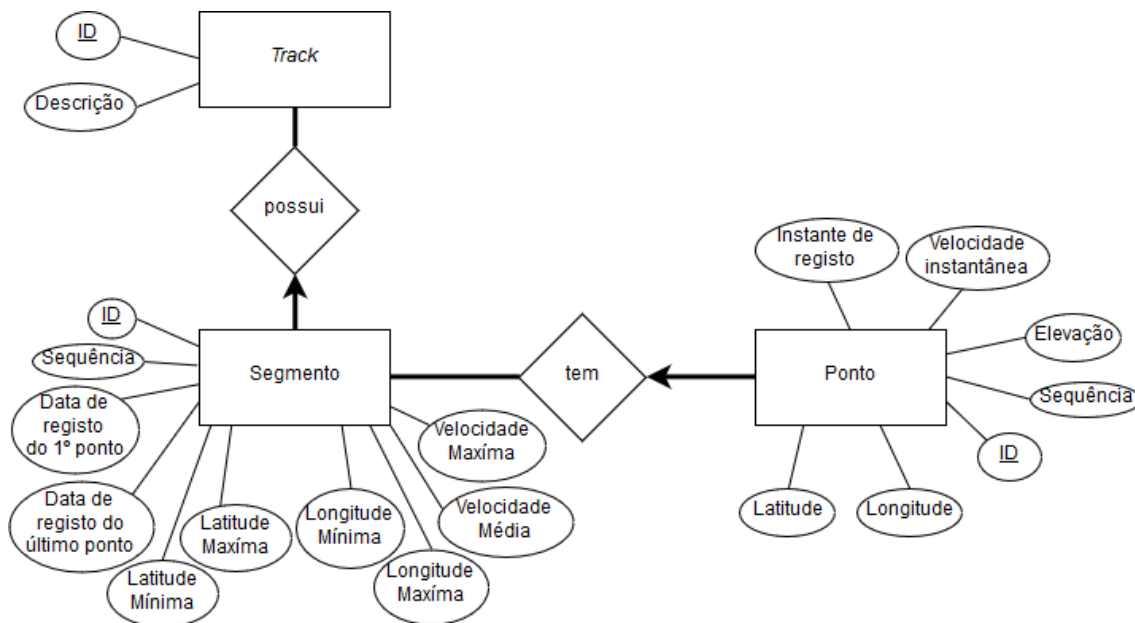 ID
Track
Descrição
possui
Instante de
registo
Velocidade
instantânea
ID
Sequência
Segmento
tem
Ponto
Elevação
Sequência
ID
Data de
registo
do 1º ponto
Velocidade
Maxíma
Data de
registo do
último ponto
Latitude
Maxíma
Longitude
Mínima
Velocidade
Média
Latitude
Longitude
Latitude
Mínima
Longitude
Maxíma